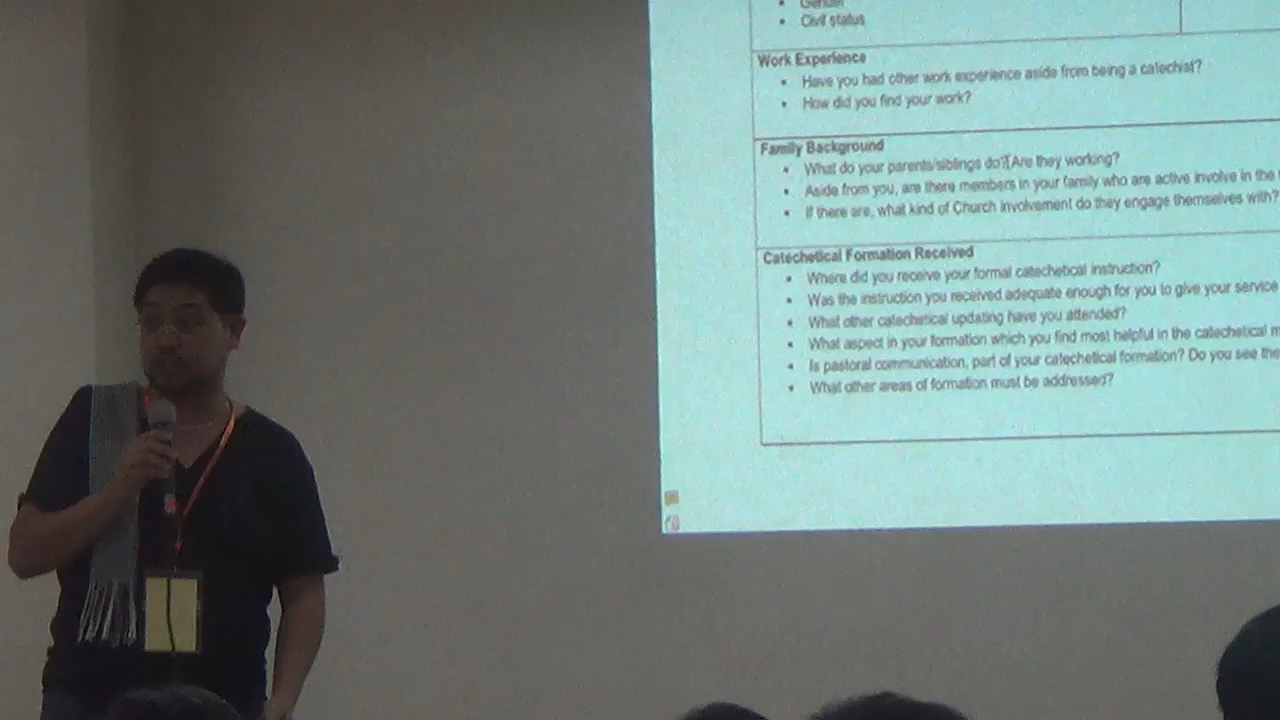 Gender
Civil status
Work Experience
Have you had other work experience aside from being a catechist?
How did you find your work?
Family Background
What do your parents/siblings do? Are they working?
Aside from you, are there members in your family who are active involve in the
If there are, what kind of Church involvement do they engage themselves with?
Catechetical Formation Received
Where did you receive your formal catechetical instruction?
Was the instruction you received adequate enough for you to give your service
What other catechetical updating have you attended?
What aspect in your formation which you find most helpful in the catechetical
Is pastoral communication, part of your catechetical formation? Do you see the
What other areas of formation must be addressed?